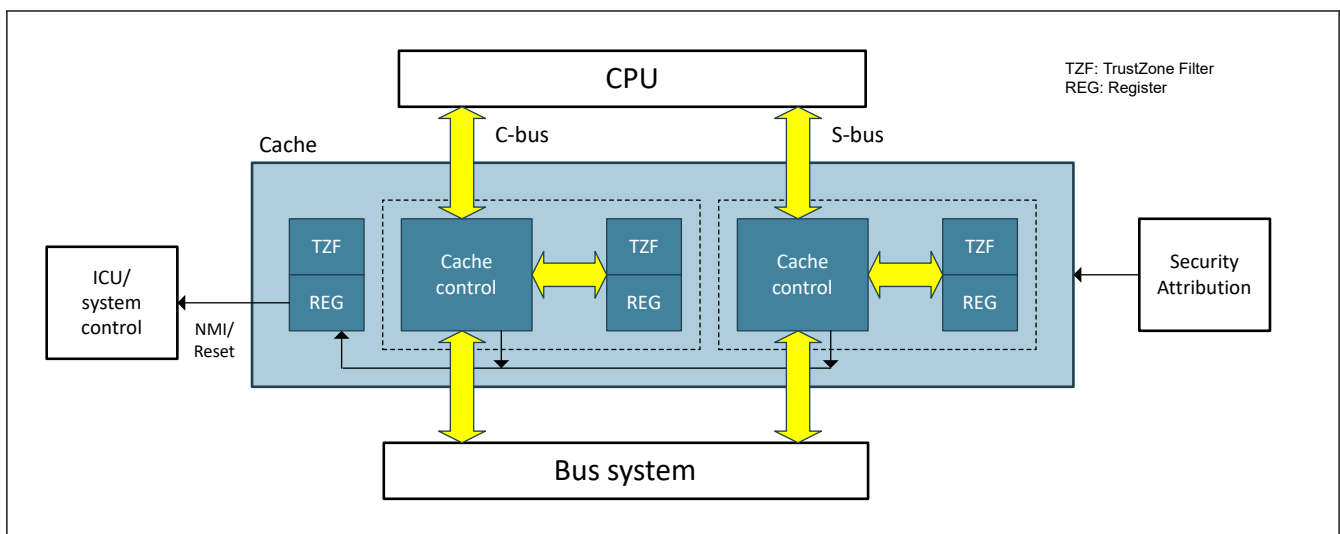 CPU
TZF: TrustZone Filter
REG: Register
C-bus
S-bus
Cache
TZF
REG
Cache
control
TZF
REG
Cache
control
TZF
REG
ICU/
system
control
NMI/
Reset
Security
Attribution
Bus system